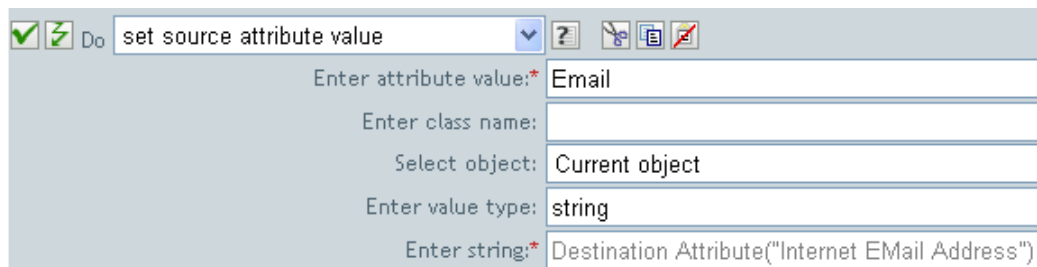 Do set source attribute value
Enter attribute value:* Email
Enter class name:
Select object: Current object
Enter value type: string
Enter string:* Destination Attribute("Internet EMail Address")